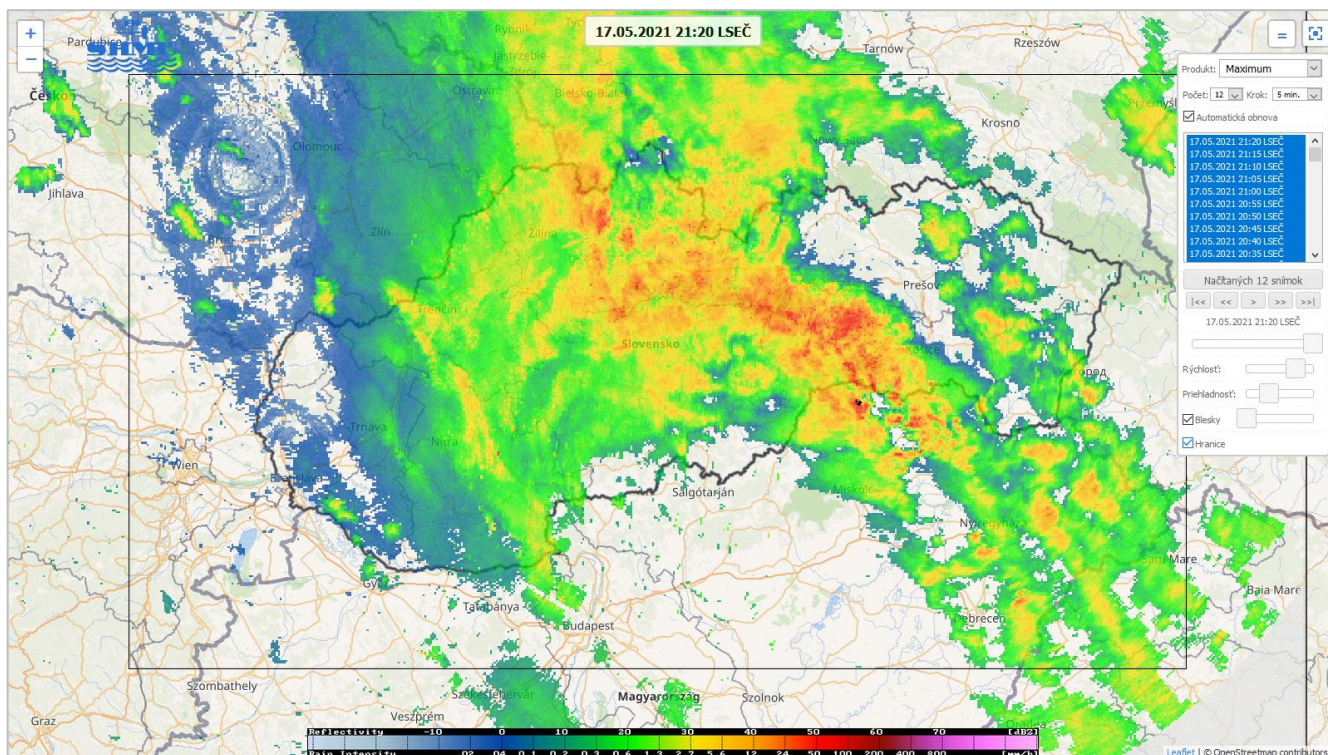 17.05.2021 21:20 LSEČ
+
−
=
SHMÚ
Pardubice
Rybnik
Jastrzębie-
Zdrój
Tarnów
Rzeszów
Ostrava
Bielsko-Biała
Krosno
Olomouc
Jihlava
Zlín
Žilina
Prešov
Trenčín
Slovensko
Košice
Ужгород
Trnava
Nitra
Wien
Bratislava
Salgótarján
Miskolc
Nyíregyháza
Satu Mare
Győr
Tatabánya
Budapest
Debrecen
Baia Mare
Szombathely
Székesfehérvár
Magyarország
Szolnok
Veszprém
Graz
Oradea
Produkt: Maximum
Počet: 12 Krok: 5 min.
Automatická obnova
17.05.2021 21:20 LSEČ
17.05.2021 21:15 LSEČ
17.05.2021 21:10 LSEČ
17.05.2021 21:05 LSEČ
17.05.2021 21:00 LSEČ
17.05.2021 20:55 LSEČ
17.05.2021 20:50 LSEČ
17.05.2021 20:45 LSEČ
17.05.2021 20:40 LSEČ
17.05.2021 20:35 LSEČ
Načítaných 12 snímok
|<< << > >> >>|
17.05.2021 21:20 LSEČ
Rýchlosť:
Priehladnosť:
Blesky
Hranice
Reflectivity -10 0 10 20 30 40 50 60 70 [dBZ]
Rain Intensity
Leaflet | © OpenStreetmap contributors